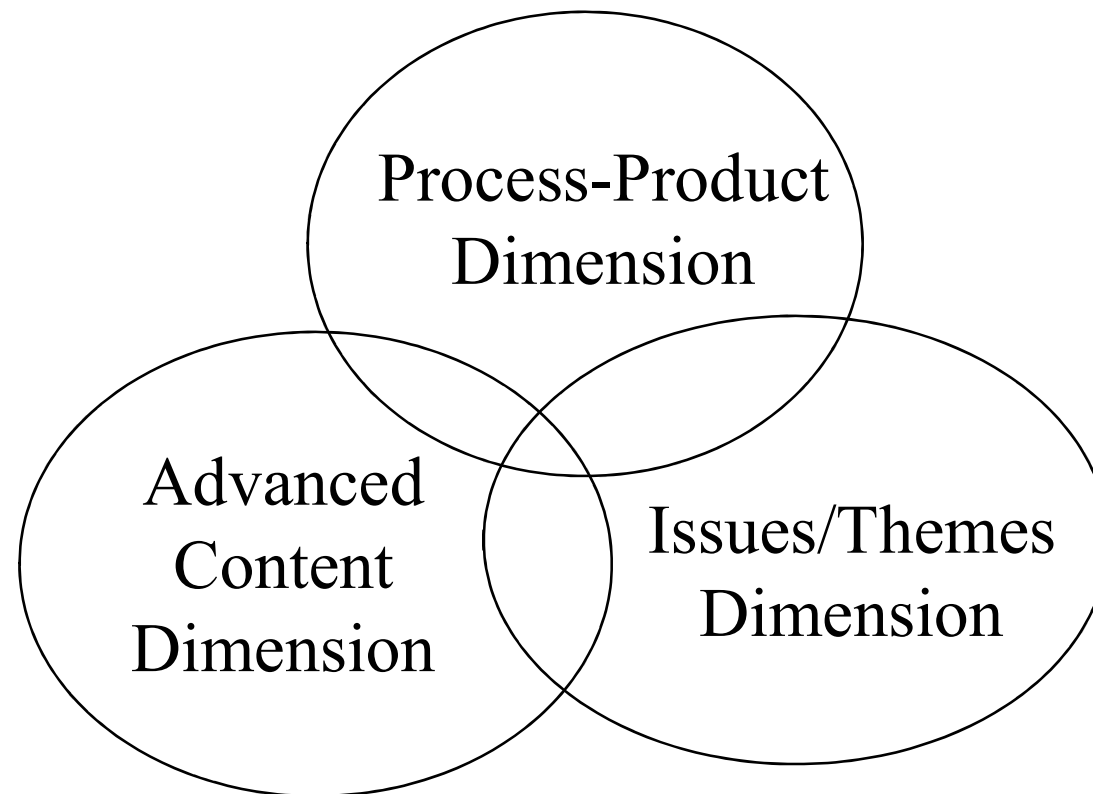 Process-Product
Dimension
Advanced
Content
Dimension
Issues/Themes
Dimension